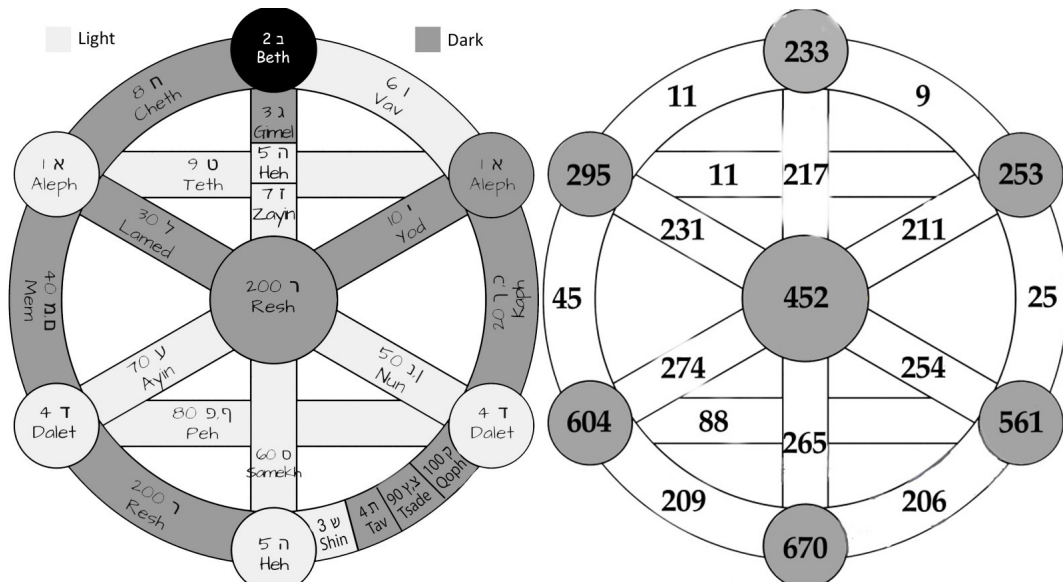 Light
Dark
2 ב
Beth
8 ח
Cheth
6 ו
Vav
3 ג
Gimel
5 ה
Heh
7 ז
Zayin
א 1
Aleph
9 ט
Teth
א 1
Aleph
30 ל
Lamed
10 י
Yod
40 מ.ם
Mem
200 ר
Resh
20 כ.ך
Kaph
70 ע
Ayin
50 נ.ן
Nun
4 ד
Dalet
80 פ.ף
Peh
4 ד
Dalet
60 ס
Samekh
200 ר
Resh
3 ש
Shin
4 ת
Tav
90 צ.ץ
Tsade
100 ק
Qoph
5 ה
Heh
233
11
9
295
11
217
253
231
211
45
452
25
274
254
604
88
265
561
209
206
670